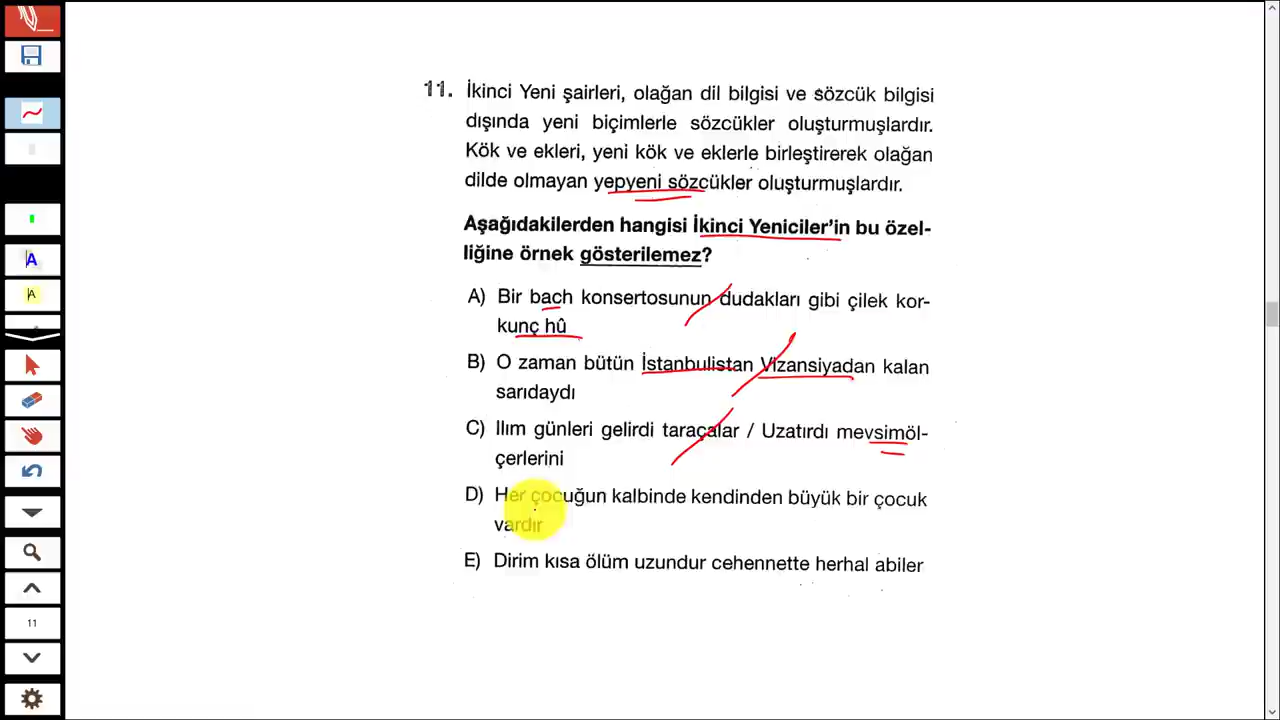 11. İkinci Yeni şairleri, olağan dil bilgisi ve sözcük bilgisi
dışında yeni biçimlerle sözcükler oluşturmuşlardır.
Kök ve ekleri, yeni kök ve eklerle birleştirerek olağan
dilde olmayan yepyeni sözcükler oluşturmuşlardır.
Aşağıdakilerden hangisi İkinci Yeniciler’in bu özel-
liğine örnek gösterilemez?
A) Bir bach konsertosunun dudakları gibi çilek kor-
kunç hû
B) O zaman bütün İstanbulistan Vizansiyadan kalan
sarıdaydı
C) Ilım günleri gelirdi taraçalar / Uzatırdı mevsimöl-
çerlerini
D) Her çocuğun kalbinde kendinden büyük bir çocuk
vardır
E) Dirim kısa ölüm uzundur cehennette herhal abiler
A
A
11